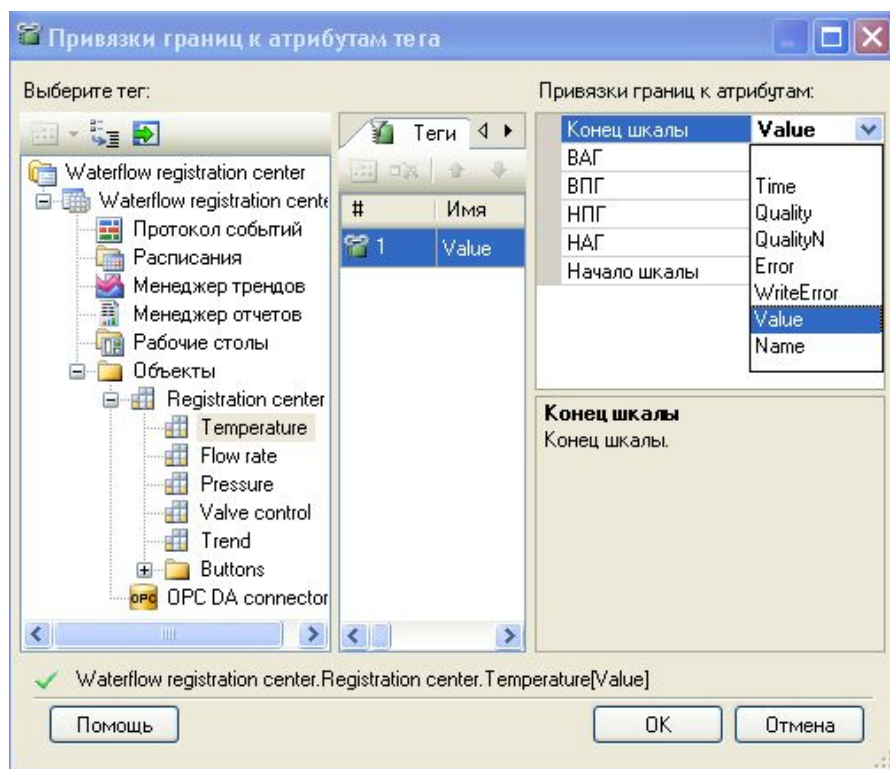 Привязки границ к атрибутам тега
Выберите тег:
Waterflow registration center
Waterflow registration cente
Протокол событий
Расписания
Менеджер трендов
Менеджер отчетов
Рабочие столы
Объекты
Registration center
Temperature
Flow rate
Pressure
Valve control
Trend
Buttons
OPC OPC DA connector
Теги
# Имя
1 Value
Привязки границ к атрибутам:
Конец шкалы Value
ВАГ
ВПГ
НПГ
НАГ
Начало шкалы
Time
Quality
QualityN
Error
WriteError
Value
Name
Конец шкалы
Конец шкалы.
Waterflow registration center.Registration center.Temperature[Value]
Помощь OK Отмена